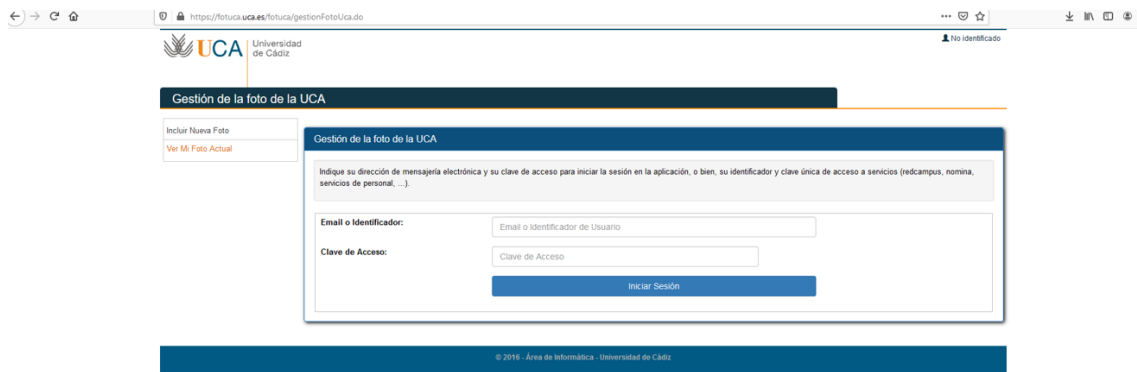 https://fotuca.uca.es/fotuca/gestionFotoUca.do
UCA
Universidad
de Cádiz
No identificado
Gestión de la foto de la UCA
Incluir Nueva Foto
Ver Mi Foto Actual
Gestión de la foto de la UCA
Indique su dirección de mensajería electrónica y su clave de acceso para iniciar la sesión en la aplicación, o bien, su identificador y clave única de acceso a servicios (redcampus, nomina,
servicios de personal, ...).
Email o Identificador:
Email o Identificador de Usuario
Clave de Acceso:
Clave de Acceso
Iniciar Sesión
© 2016 - Área de Informática - Universidad de Cádiz